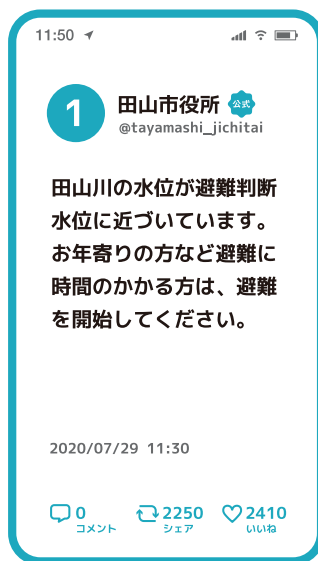 11:50
1
田山市役所 公式
@tayamashi_jichitai
田山川の水位が避難判断
水位に近づいています。
お年寄りの方など避難に
時間のかかる方は、避難
を開始してください。
2020/07/29 11:30
0 2250 2410
コメント シェア いいね